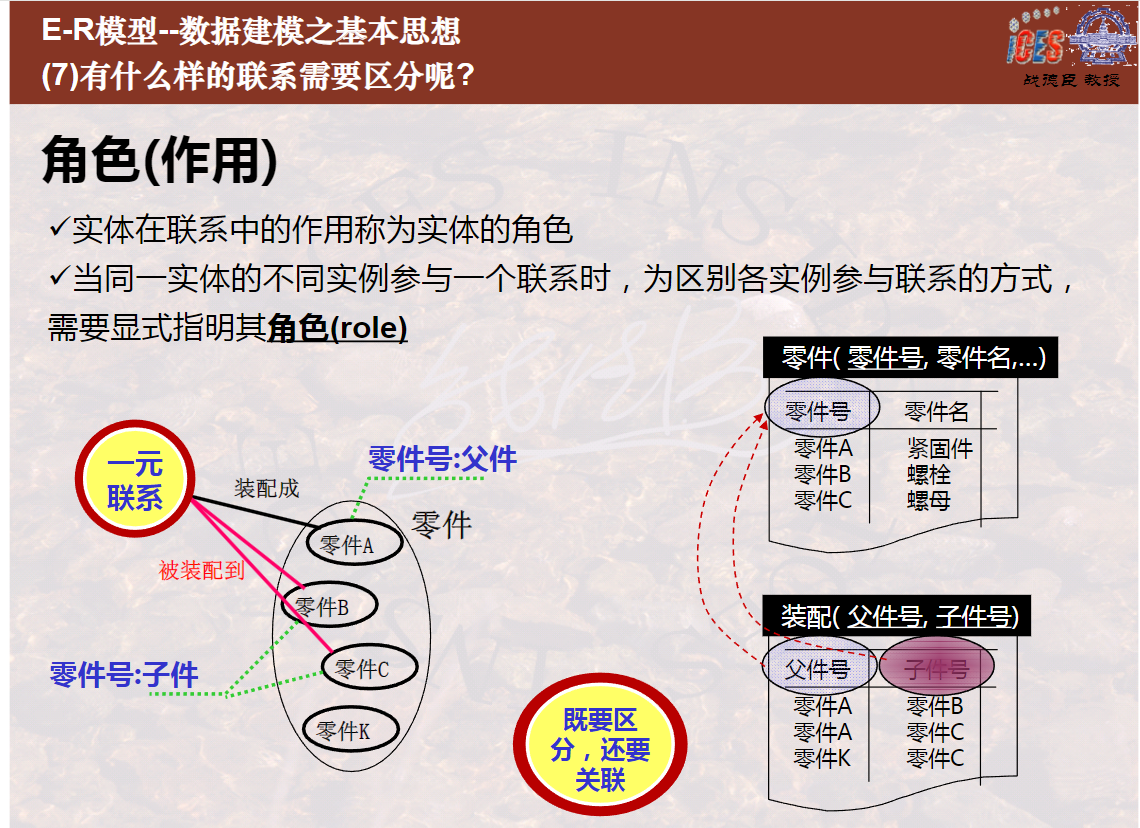 E-R模型--数据建模之基本思想
(7)有什么样的联系需要区分呢?
iCES
战德臣 教授
角色(作用)
✓实体在联系中的作用称为实体的角色
✓当同一实体的不同实例参与一个联系时，为区别各实例参与联系的方式，
需要显式指明其角色(role)
零件( 零件号, 零件名,...)
零件号 零件名
零件A 紧固件
零件B 螺栓
零件C 螺母
一元
联系
装配成
零件号:父件
零件
零件A
被装配到
零件B
零件C
零件号:子件
零件K
既要区
分，还要
关联
装配( 父件号, 子件号)
父件号 子件号
零件A 零件B
零件A 零件C
零件K 零件C